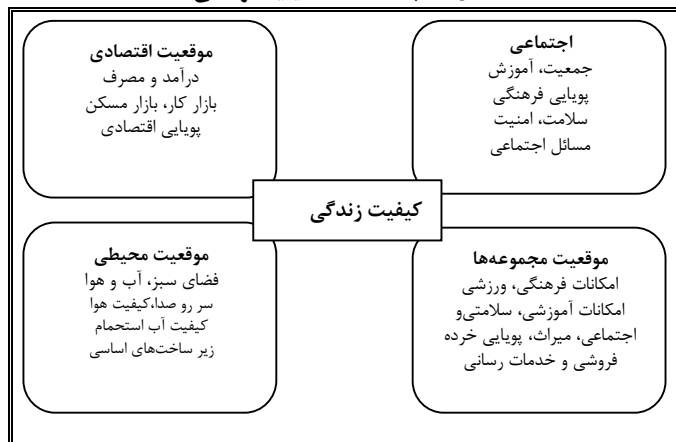 اجتماعی
جمعیت، آموزش
پویایی فرهنگی
سلامت، امنیت
مسائل اجتماعی
موقعیت اقتصادی
درآمد و مصرف
بازار کار، بازار مسکن
پویایی اقتصادی
کیفیت زندگی
موقعیت مجموعه‌ها
امکانات فرهنگی، ورزشی
امکانات آموزشی، سلامتی‌و
اجتماعی، میراث، پویایی خرده
فروشی و خدمات رسانی
موقعیت محیطی
فضای سبز، آب و هوا
سر رو صدا،کیفیت هوا
کیفیت آب استحمام
زیر ساخت‌های اساسی